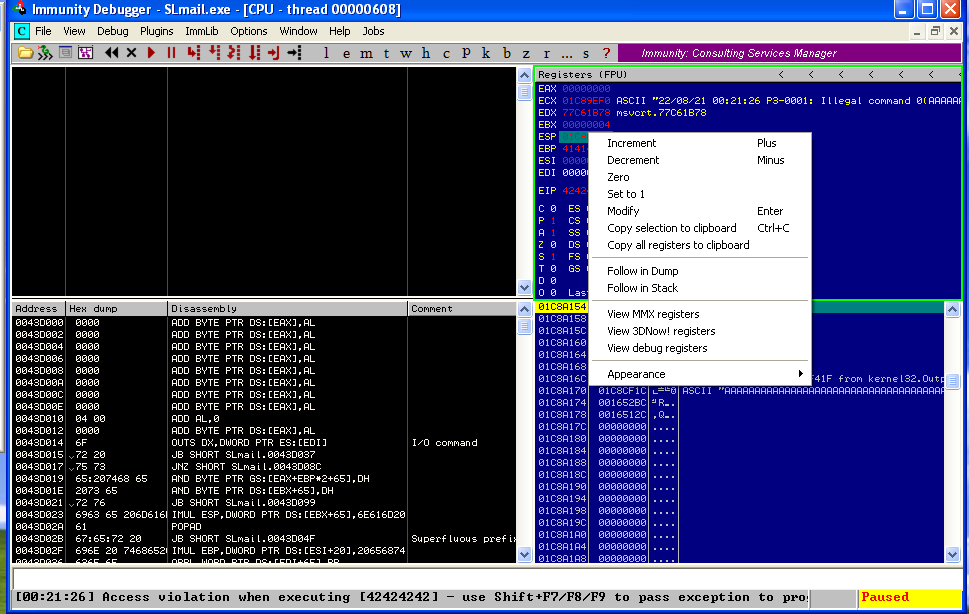 Immunity Debugger - SLmail.exe - [CPU - thread 00000608]
C File View Debug Plugins ImmLib Options Window Help Jobs
l e m t w h c P k b z r ... s ?
Immunity: Consulting Services Manager
Registers (FPU) < < < < < <
EAX 00000000
ECX 01C89EF0 ASCII "22/08/21 00:21:26 P3-0001: Illegal command 0(AAAAAA
EDX 77C61B78 msvcrt.77C61B78
EBX 00000004
ESP
EBP 4141
ESI 0000
EDI 0000
EIP 4242
C 0 ES
P 1 CS
A 1 SS
Z 0 DS
S 1 FS
T 0 GS
D 0
O 0 Las
Increment Plus
Decrement Minus
Zero
Set to 1
Modify Enter
Copy selection to clipboard Ctrl+C
Copy all registers to clipboard
Follow in Dump
Follow in Stack
View MMX registers
View 3DNow! registers
View debug registers
Appearance
Address Hex dump Disassembly Comment
0043D000 0000 ADD BYTE PTR DS:[EAX],AL
0043D002 0000 ADD BYTE PTR DS:[EAX],AL
0043D004 0000 ADD BYTE PTR DS:[EAX],AL
0043D006 0000 ADD BYTE PTR DS:[EAX],AL
0043D008 0000 ADD BYTE PTR DS:[EAX],AL
0043D00A 0000 ADD BYTE PTR DS:[EAX],AL
0043D00C 0000 ADD BYTE PTR DS:[EAX],AL
0043D00E 0000 ADD BYTE PTR DS:[EAX],AL
0043D010 04 00 ADD AL,0
0043D012 0000 ADD BYTE PTR DS:[EAX],AL
0043D014 6F OUTS DX,DWORD PTR ES:[EDI] I/O command
0043D015 72 20 JB SHORT SLmail.0043D037
0043D017 75 73 JNZ SHORT SLmail.0043D08C
0043D019 65:207468 65 AND BYTE PTR GS:[EAX+EBP*2+65],DH
0043D01E 2073 65 AND BYTE PTR DS:[EBX+65],DH
0043D021 72 76 JB SHORT SLmail.0043D099
0043D023 6963 65 206D616 IMUL ESP,DWORD PTR DS:[EBX+65],6E616D20
0043D02A 61 POPAD
0043D02B 67:65:72 20 JB SHORT SLmail.0043D04F Superfluous prefi
0043D02F 696E 20 7468652 IMUL EBP,DWORD PTR DS:[ESI+20],20656874
01C8A154
01C8A158
01C8A15C
01C8A160
01C8A164
01C8A168
01C8A16C F41F from kernel32.Outp
01C8A170 01C8CF1C ASCII "AAAAAAAAAAAAAAAAAAAAAAAAAAAAAAAAAA
01C8A174 001652BC R..
01C8A178 0016512C ,Q..
01C8A17C 00000000 ....
01C8A180 00000000 ....
01C8A184 00000000 ....
01C8A188 00000000 ....
01C8A18C 00000000 ....
01C8A190 00000000 ....
01C8A194 00000000 ....
01C8A198 00000000 ....
01C8A19C 00000000 ....
01C8A1A0 00000000 ....
01C8A1A4 00000000 ....
01C8A1A8 00000000 ....
[00:21:26] Access violation when executing [42424242] - use Shift+F7/F8/F9 to pass exception to pro
Paused